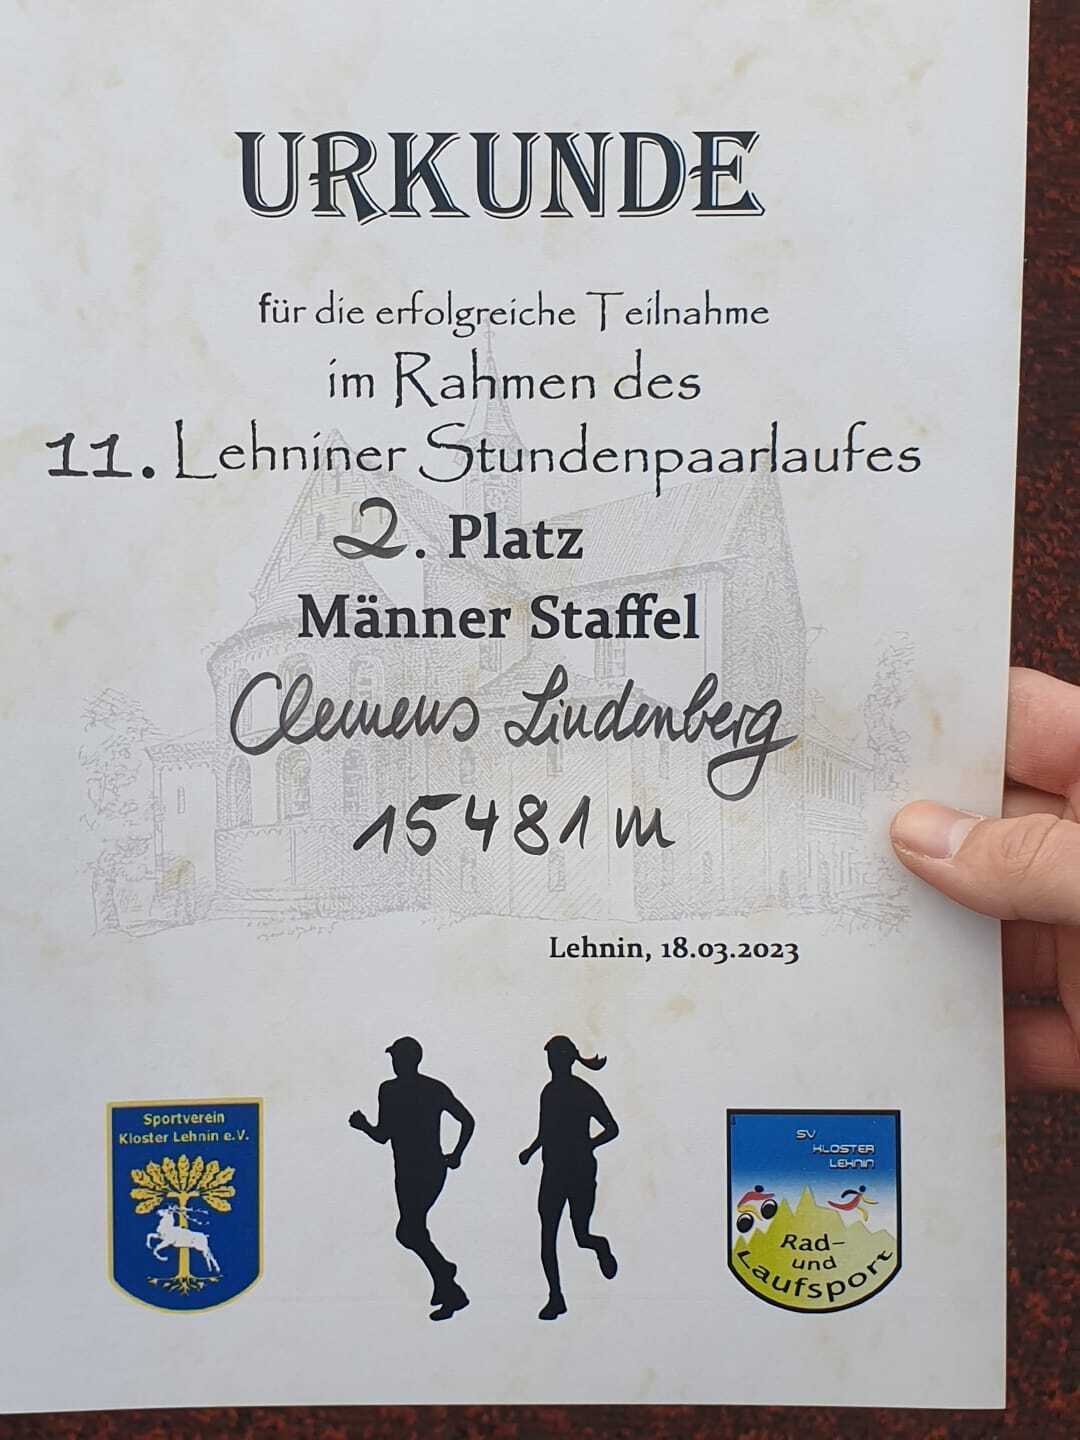 URKUNDE
für die erfolgreiche Teilnahme
im Rahmen des
11. Lehniner Stundenpaarlaufes
2. Platz
Männer Staffel
Clemens Lindenberg
15481 m
Lehnin, 18.03.2023
Sportverein
Kloster Lehnin e.V.
SV
KLOSTER
LEHNIN
Rad-
und
Laufsport